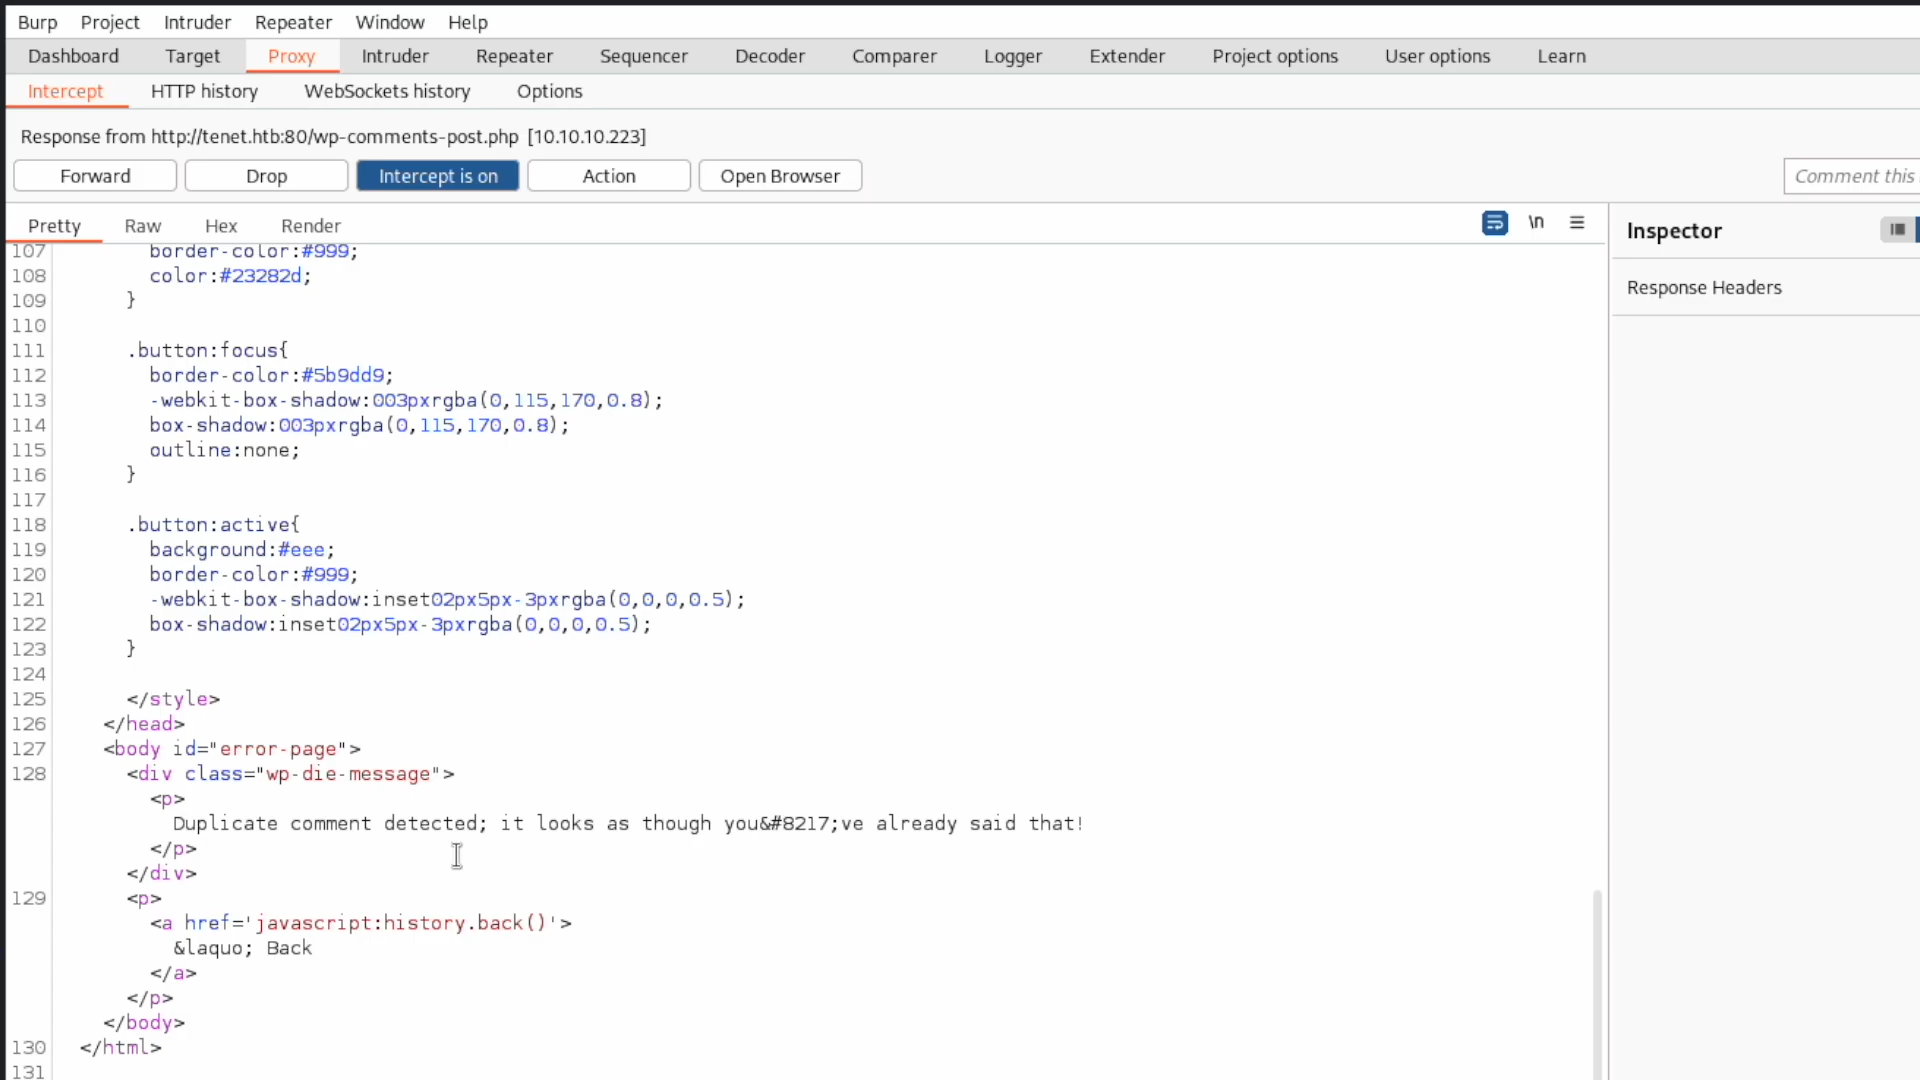 Burp Project Intruder Repeater Window Help
Dashboard Target Proxy Intruder Repeater Sequencer Decoder Comparer Logger Extender Project options User options Learn
Intercept HTTP history WebSockets history Options
Response from http://tenet.htb:80/wp-comments-post.php [10.10.10.223]
Forward Drop Intercept is on Action Open Browser Comment this
Pretty Raw Hex Render \n
Inspector
Response Headers
107 border-color:#999;
108 color:#23282d;
109 }
110
111 .button:focus{
112 border-color:#5b9dd9;
113 -webkit-box-shadow:003pxrgba(0,115,170,0.8);
114 box-shadow:003pxrgba(0,115,170,0.8);
115 outline:none;
116 }
117
118 .button:active{
119 background:#eee;
120 border-color:#999;
121 -webkit-box-shadow:inset02px5px-3pxrgba(0,0,0,0.5);
122 box-shadow:inset02px5px-3pxrgba(0,0,0,0.5);
123 }
124
125 </style>
126 </head>
127 <body id="error-page">
128 <div class="wp-die-message">
<p>
Duplicate comment detected; it looks as though you&#8217;ve already said that!
</p>
</div>
129 <p>
<a href='javascript:history.back()'>
&laquo; Back
</a>
</p>
</body>
130 </html>
131